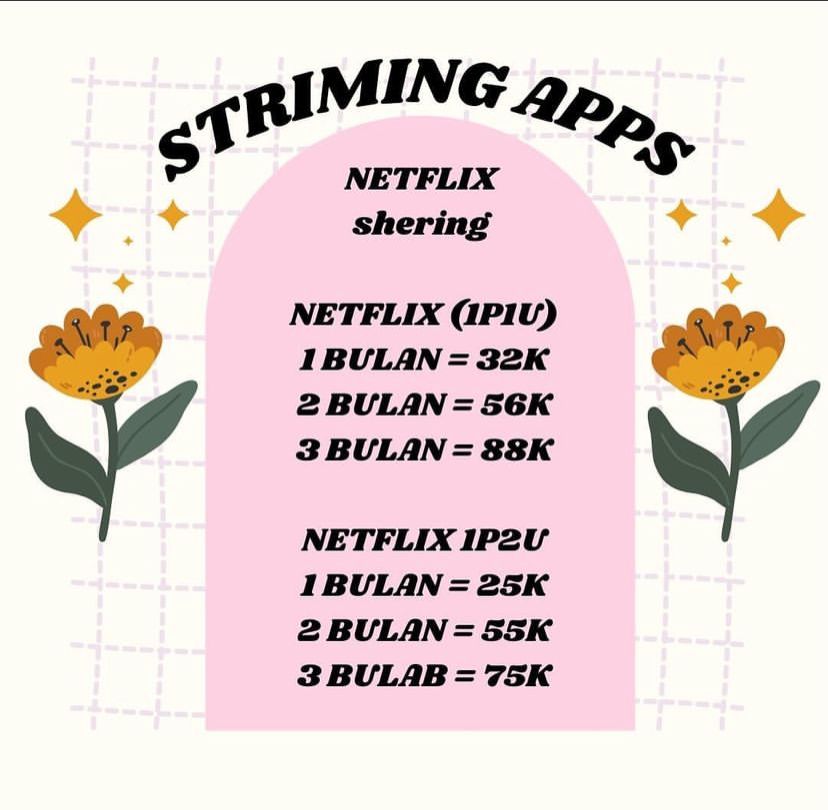 STRIMING APPS
NETFLIX
shering
NETFLIX (1P1U)
1 BULAN = 32K
2 BULAN = 56K
3 BULAN = 88K
NETFLIX 1P2U
1 BULAN = 25K
2 BULAN = 55K
3 BULAB = 75K